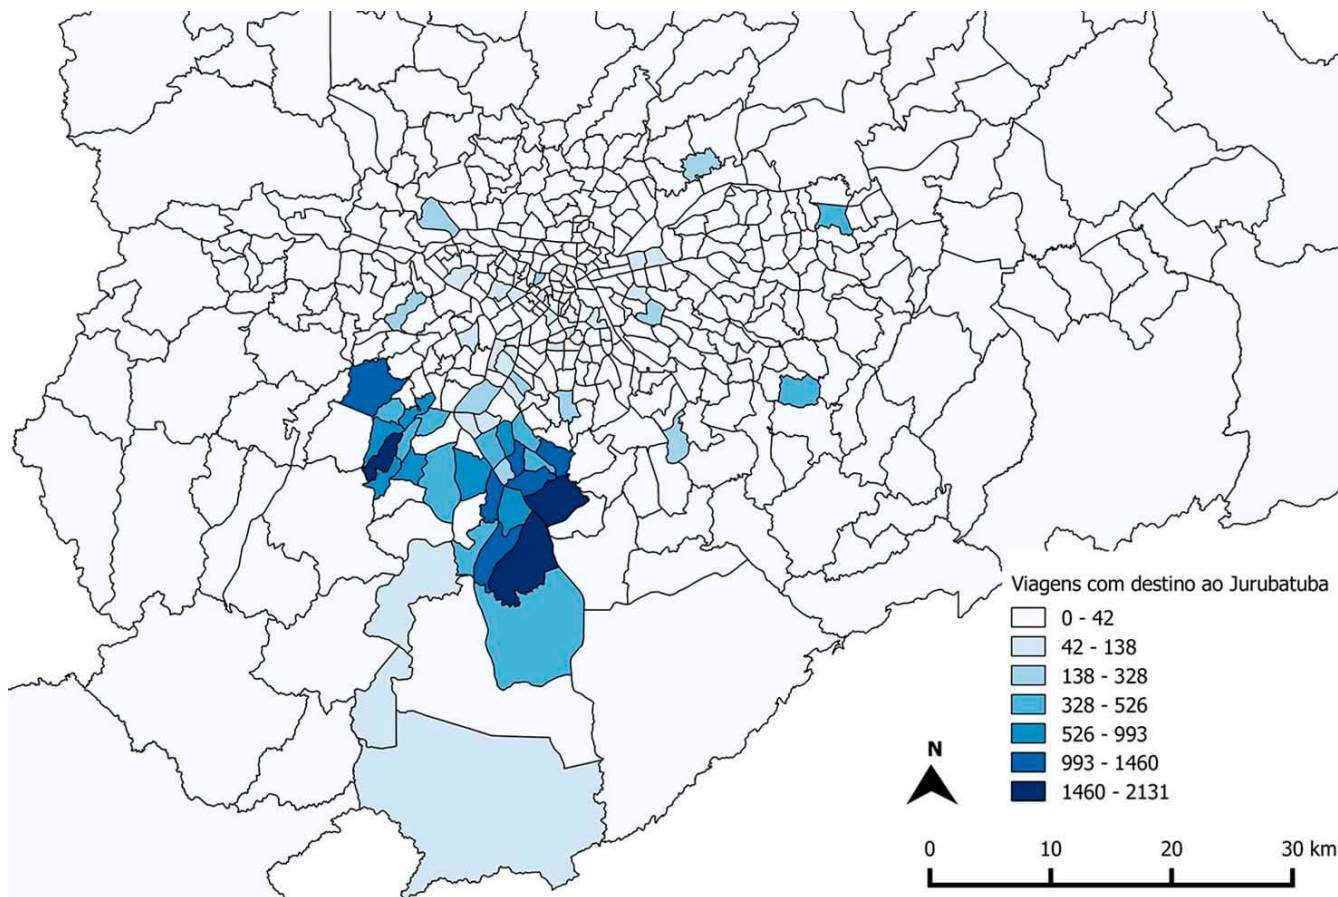 Viagens com destino ao Jurubatuba
0 - 42
42 - 138
138 - 328
328 - 526
526 - 993
993 - 1460
1460 - 2131
N
0 10 20 30 km